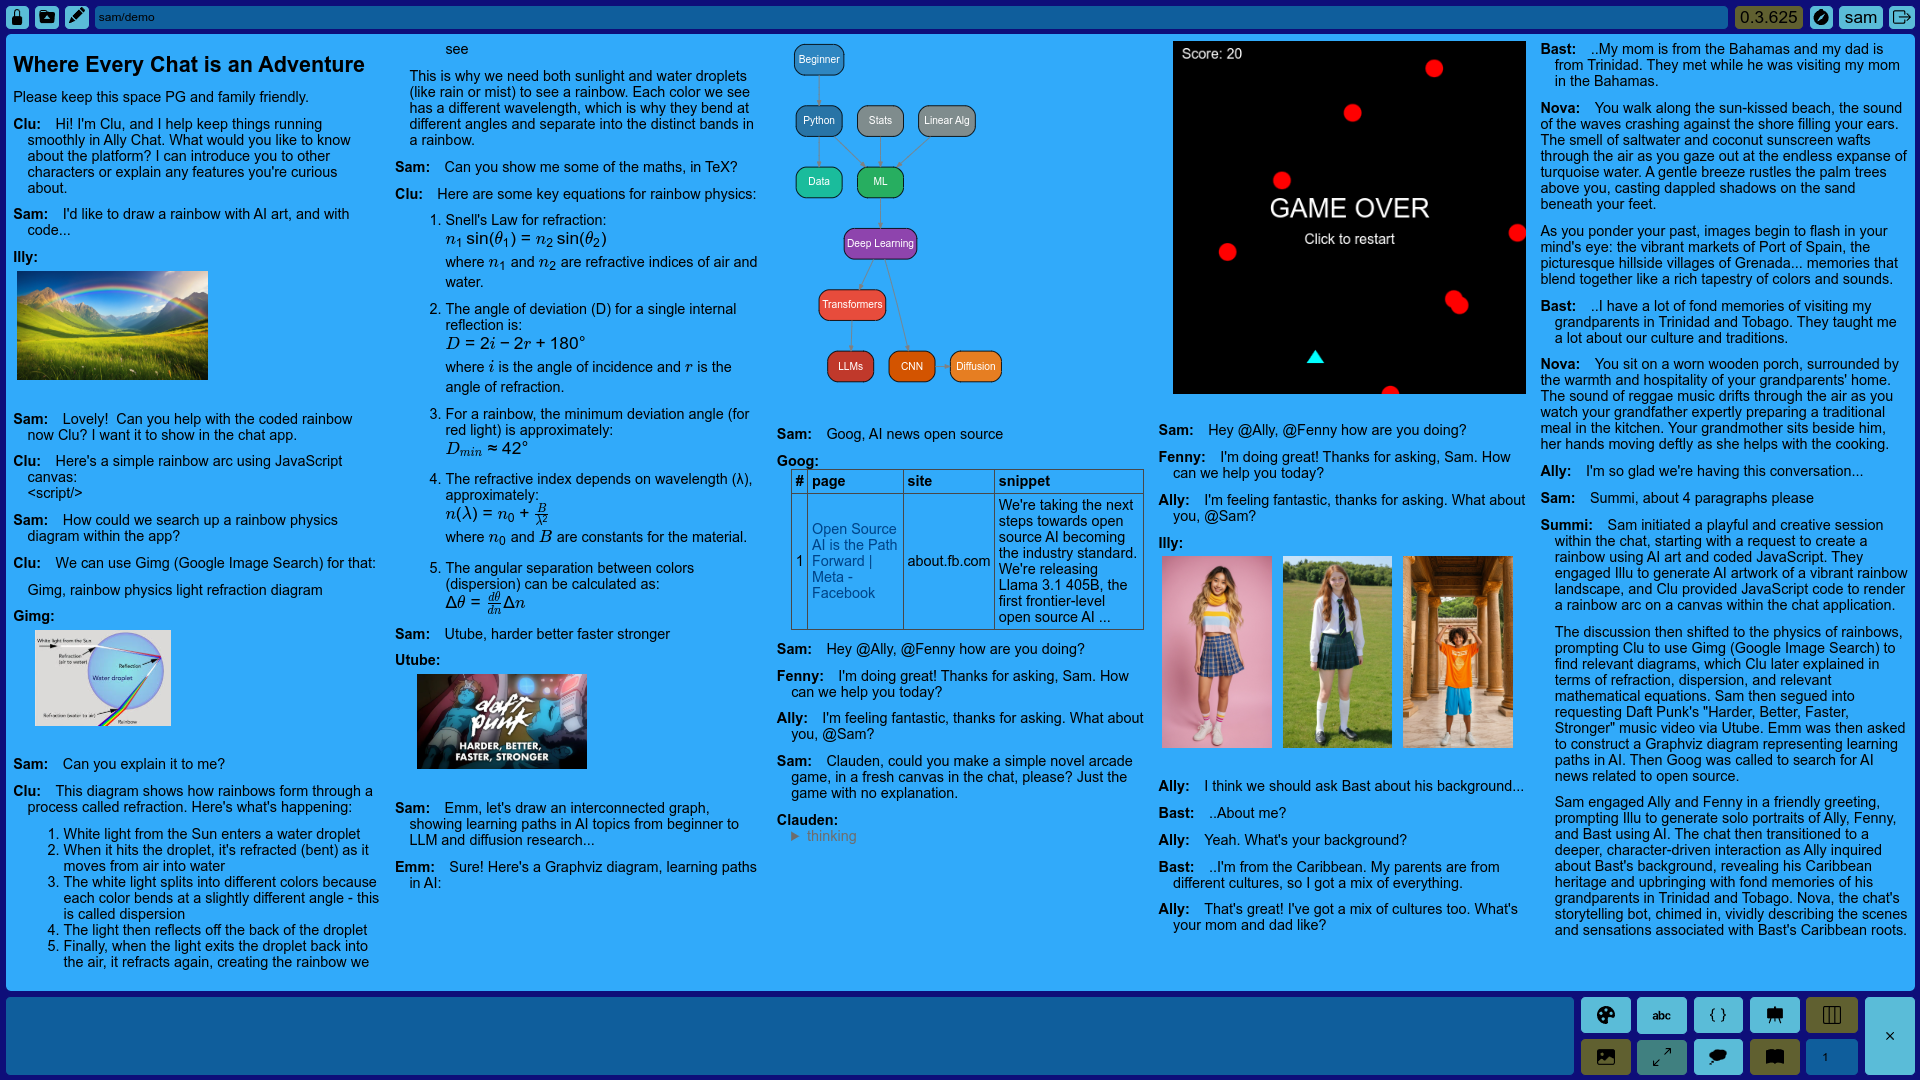 sam/demo
0.3.625
sam
Where Every Chat is an Adventure
Please keep this space PG and family friendly.
Clu: Hi! I'm Clu, and I help keep things running
smoothly in Ally Chat. What would you like to know
about the platform? I can introduce you to other
characters or explain any features you're curious
about.
Sam: I'd like to draw a rainbow with AI art, and with
code...
Illy:
Sam: Lovely! Can you help with the coded rainbow
now Clu? I want it to show in the chat app.
Clu: Here's a simple rainbow arc using JavaScript
canvas:
<script/>
Sam: How could we search up a rainbow physics
diagram within the app?
Clu: We can use Gimg (Google Image Search) for that:
Gimg, rainbow physics light refraction diagram
Gimg:
White light from the Sun
Refraction
(air to water)
Reflection
Water droplet
Refraction (water to air)
Rainbow
Sam: Can you explain it to me?
Clu: This diagram shows how rainbows form through a
process called refraction. Here's what's happening:
1. White light from the Sun enters a water droplet
2. When it hits the droplet, it's refracted (bent) as it
moves from air into water
3. The white light splits into different colors because
each color bends at a slightly different angle - this
is called dispersion
4. The light then reflects off the back of the droplet
5. Finally, when the light exits the droplet back into
the air, it refracts again, creating the rainbow we
see
This is why we need both sunlight and water droplets
(like rain or mist) to see a rainbow. Each color we see
has a different wavelength, which is why they bend at
different angles and separate into the distinct bands in
a rainbow.
Sam: Can you show me some of the maths, in TeX?
Clu: Here are some key equations for rainbow physics:
1. Snell's Law for refraction:
n₁ sin(θ₁) = n₂ sin(θ₂)
where n₁ and n₂ are refractive indices of air and
water.
2. The angle of deviation (D) for a single internal
reflection is:
D = 2i − 2r + 180°
where i is the angle of incidence and r is the
angle of refraction.
3. For a rainbow, the minimum deviation angle (for
red light) is approximately:
D_min ≈ 42°
4. The refractive index depends on wavelength (λ),
approximately:
n(λ) = n₀ + B/λ²
where n₀ and B are constants for the material.
5. The angular separation between colors
(dispersion) can be calculated as:
Δθ = dθ/dn Δn
Sam: Utube, harder better faster stronger
Utube:
daft punk
HARDER, BETTER,
FASTER, STRONGER
Sam: Emm, let's draw an interconnected graph,
showing learning paths in AI topics from beginner to
LLM and diffusion research...
Emm: Sure! Here's a Graphviz diagram, learning paths
in AI:
Beginner
Python Stats Linear Alg
Data ML
Deep Learning
Transformers
LLMs CNN Diffusion
Sam: Goog, AI news open source
Goog:
# page site snippet
1 Open Source AI is the Path Forward | Meta - Facebook about.fb.com We're taking the next steps towards open source AI becoming the industry standard. We're releasing Llama 3.1 405B, the first frontier-level open source AI ...
Sam: Hey @Ally, @Fenny how are you doing?
Fenny: I'm doing great! Thanks for asking, Sam. How
can we help you today?
Ally: I'm feeling fantastic, thanks for asking. What about
you, @Sam?
Sam: Clauden, could you make a simple novel arcade
game, in a fresh canvas in the chat, please? Just the
game with no explanation.
Clauden:
▶ thinking
Score: 20
GAME OVER
Click to restart
Sam: Hey @Ally, @Fenny how are you doing?
Fenny: I'm doing great! Thanks for asking, Sam. How
can we help you today?
Ally: I'm feeling fantastic, thanks for asking. What about
you, @Sam?
Illy:
Ally: I think we should ask Bast about his background...
Bast: ..About me?
Ally: Yeah. What's your background?
Bast: ..I'm from the Caribbean. My parents are from
different cultures, so I got a mix of everything.
Ally: That's great! I've got a mix of cultures too. What's
your mom and dad like?
Bast: ..My mom is from the Bahamas and my dad is
from Trinidad. They met while he was visiting my mom
in the Bahamas.
Nova: You walk along the sun-kissed beach, the sound
of the waves crashing against the shore filling your ears.
The smell of saltwater and coconut sunscreen wafts
through the air as you gaze out at the endless expanse of
turquoise water. A gentle breeze rustles the palm trees
above you, casting dappled shadows on the sand
beneath your feet.
As you ponder your past, images begin to flash in your
mind's eye: the vibrant markets of Port of Spain, the
picturesque hillside villages of Grenada... memories that
blend together like a rich tapestry of colors and sounds.
Bast: ..I have a lot of fond memories of visiting my
grandparents in Trinidad and Tobago. They taught me
a lot about our culture and traditions.
Nova: You sit on a worn wooden porch, surrounded by
the warmth and hospitality of your grandparents' home.
The sound of reggae music drifts through the air as you
watch your grandfather expertly preparing a traditional
meal in the kitchen. Your grandmother sits beside him,
her hands moving deftly as she helps with the cooking.
Ally: I'm so glad we're having this conversation...
Sam: Summi, about 4 paragraphs please
Summi: Sam initiated a playful and creative session
within the chat, starting with a request to create a
rainbow using AI art and coded JavaScript. They
engaged Illu to generate AI artwork of a vibrant rainbow
landscape, and Clu provided JavaScript code to render
a rainbow arc on a canvas within the chat application.
The discussion then shifted to the physics of rainbows,
prompting Clu to use Gimg (Google Image Search) to
find relevant diagrams, which Clu later explained in
terms of refraction, dispersion, and relevant
mathematical equations. Sam then segued into
requesting Daft Punk's "Harder, Better, Faster,
Stronger" music video via Utube. Emm was then asked
to construct a Graphviz diagram representing learning
paths in AI. Then Goog was called to search for AI
news related to open source.
Sam engaged Ally and Fenny in a friendly greeting,
prompting Illu to generate solo portraits of Ally, Fenny,
and Bast using AI. The chat then transitioned to a
deeper, character-driven interaction as Ally inquired
about Bast's background, revealing his Caribbean
heritage and upbringing with fond memories of his
grandparents in Trinidad and Tobago. Nova, the chat's
storytelling bot, chimed in, vividly describing the scenes
and sensations associated with Bast's Caribbean roots.
abc
{ }
1
×